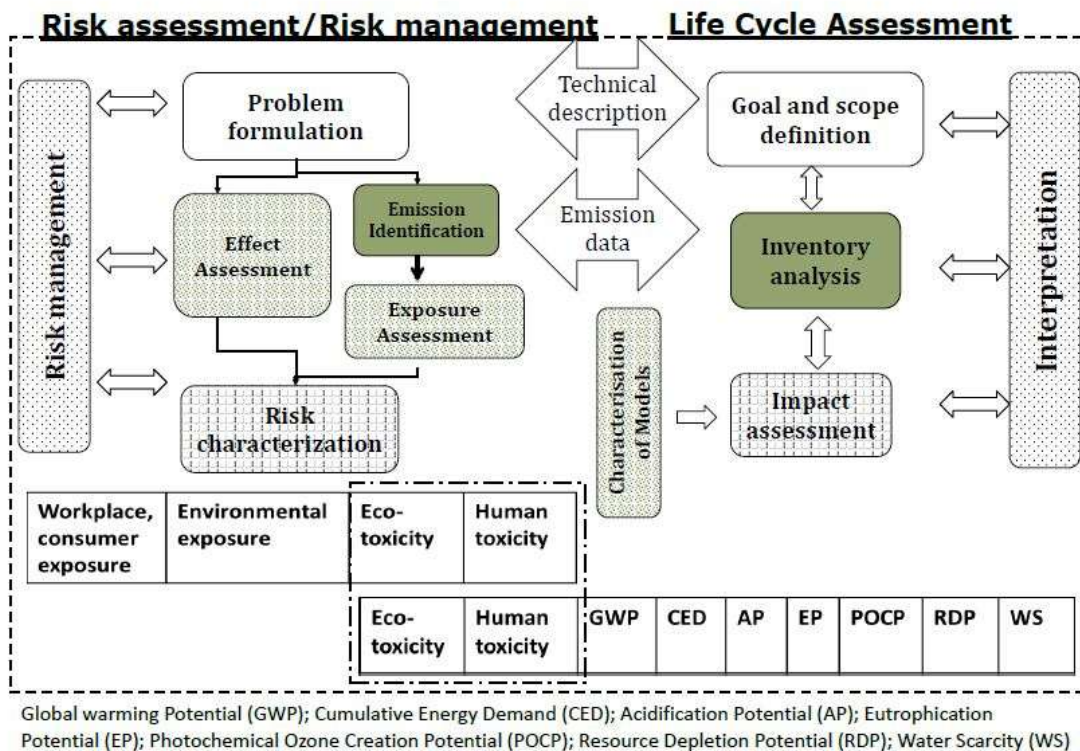 Risk assessment/Risk management
Life Cycle Assessment
Risk management
Problem
formulation
Effect
Assessment
Emission
Identification
Exposure
Assessment
Risk
characterization
Technical
description
Emission
data
Characterisation
of Models
Goal and scope
definition
Inventory
analysis
Impact
assessment
Interpretation
Workplace,
consumer
exposure
Environmental
exposure
Eco-
toxicity
Human
toxicity
Eco-
toxicity
Human
toxicity
GWP
CED
AP
EP
POCP
RDP
WS
Global warming Potential (GWP); Cumulative Energy Demand (CED); Acidification Potential (AP); Eutrophication
Potential (EP); Photochemical Ozone Creation Potential (POCP); Resource Depletion Potential (RDP); Water Scarcity (WS)